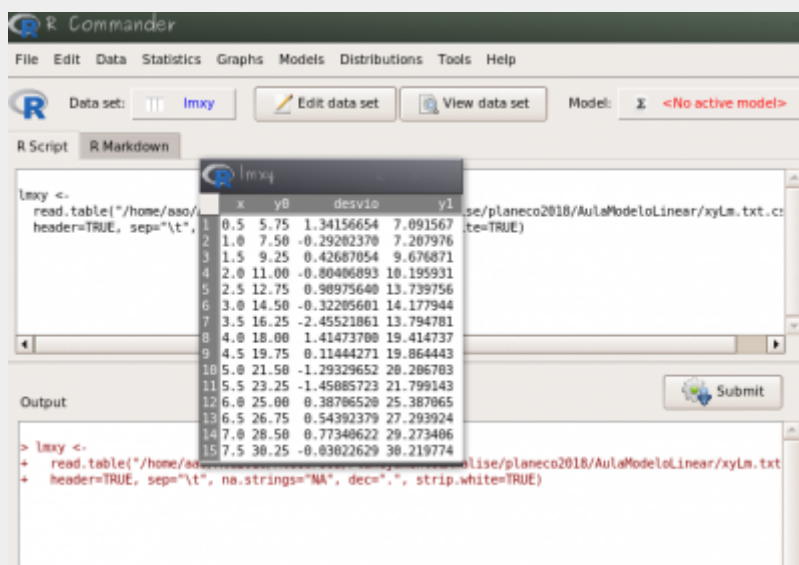 R Commander
File Edit Data Statistics Graphs Models Distributions Tools Help
R Data set: lmxy Edit data set View data set Model: Σ <No active model>
R Script R Markdown
lmxy <-
read.table("/home/aao/ se/planeco2018/AulaModeloLinear/xyLm.txt.cs
header=TRUE, sep="\t", te=TRUE)
R lmxy
x y0 desvio y1
1 0.5 5.75 1.34156654 7.091567
2 1.0 7.50 -0.29202370 7.207976
3 1.5 9.25 0.42687054 9.676871
4 2.0 11.00 -0.80406893 10.195931
5 2.5 12.75 0.98975640 13.739756
6 3.0 14.50 -0.32205601 14.177944
7 3.5 16.25 -2.45521861 13.794781
8 4.0 18.00 1.41473700 19.414737
9 4.5 19.75 0.11444271 19.864443
10 5.0 21.50 -1.29329652 20.206703
11 5.5 23.25 -1.45085723 21.799143
12 6.0 25.00 0.38706520 25.387065
13 6.5 26.75 0.54392379 27.293924
14 7.0 28.50 0.77340622 29.273406
15 7.5 30.25 -0.03022629 30.219774
Submit
Output
> lmxy <-
+ read.table("/home/aao/ alise/planeco2018/AulaModeloLinear/xyLm.txt
+ header=TRUE, sep="\t", na.strings="NA", dec=".", strip.white=TRUE)